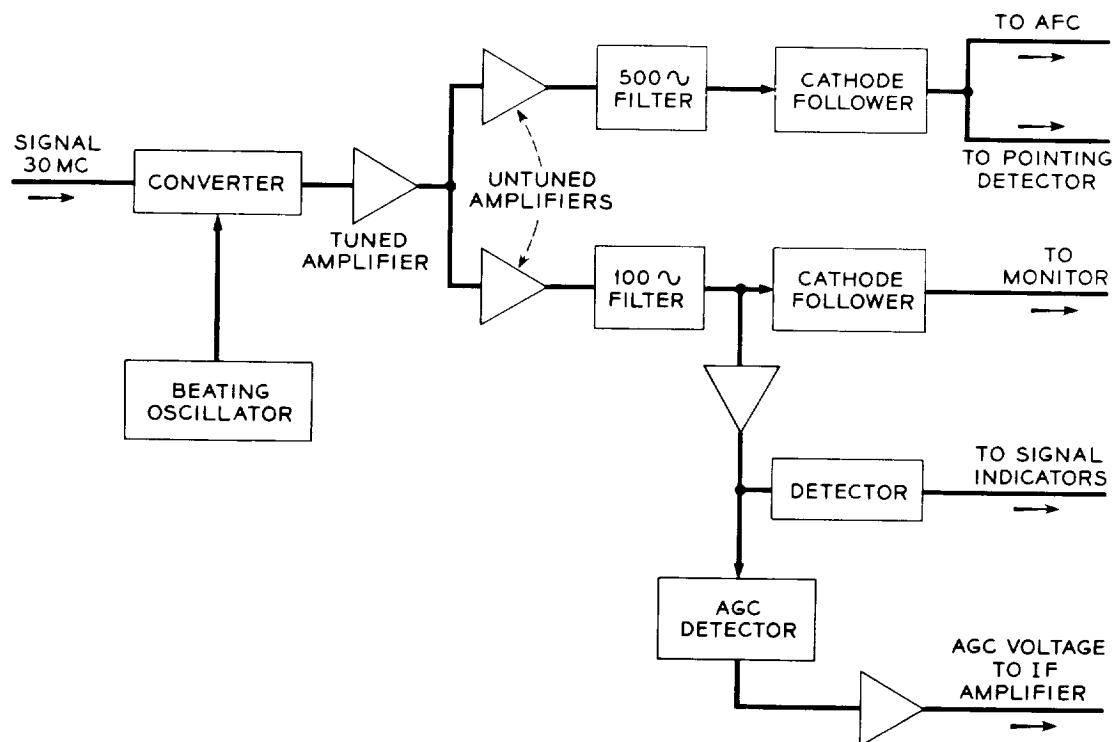 TO AFC
500 ∿
FILTER
CATHODE
FOLLOWER
SIGNAL
30 MC
CONVERTER
TO POINTING
DETECTOR
UNTUNED
AMPLIFIERS
TUNED
AMPLIFIER
100 ∿
FILTER
CATHODE
FOLLOWER
TO
MONITOR
BEATING
OSCILLATOR
DETECTOR
TO SIGNAL
INDICATORS
AGC
DETECTOR
AGC VOLTAGE
TO IF
AMPLIFIER